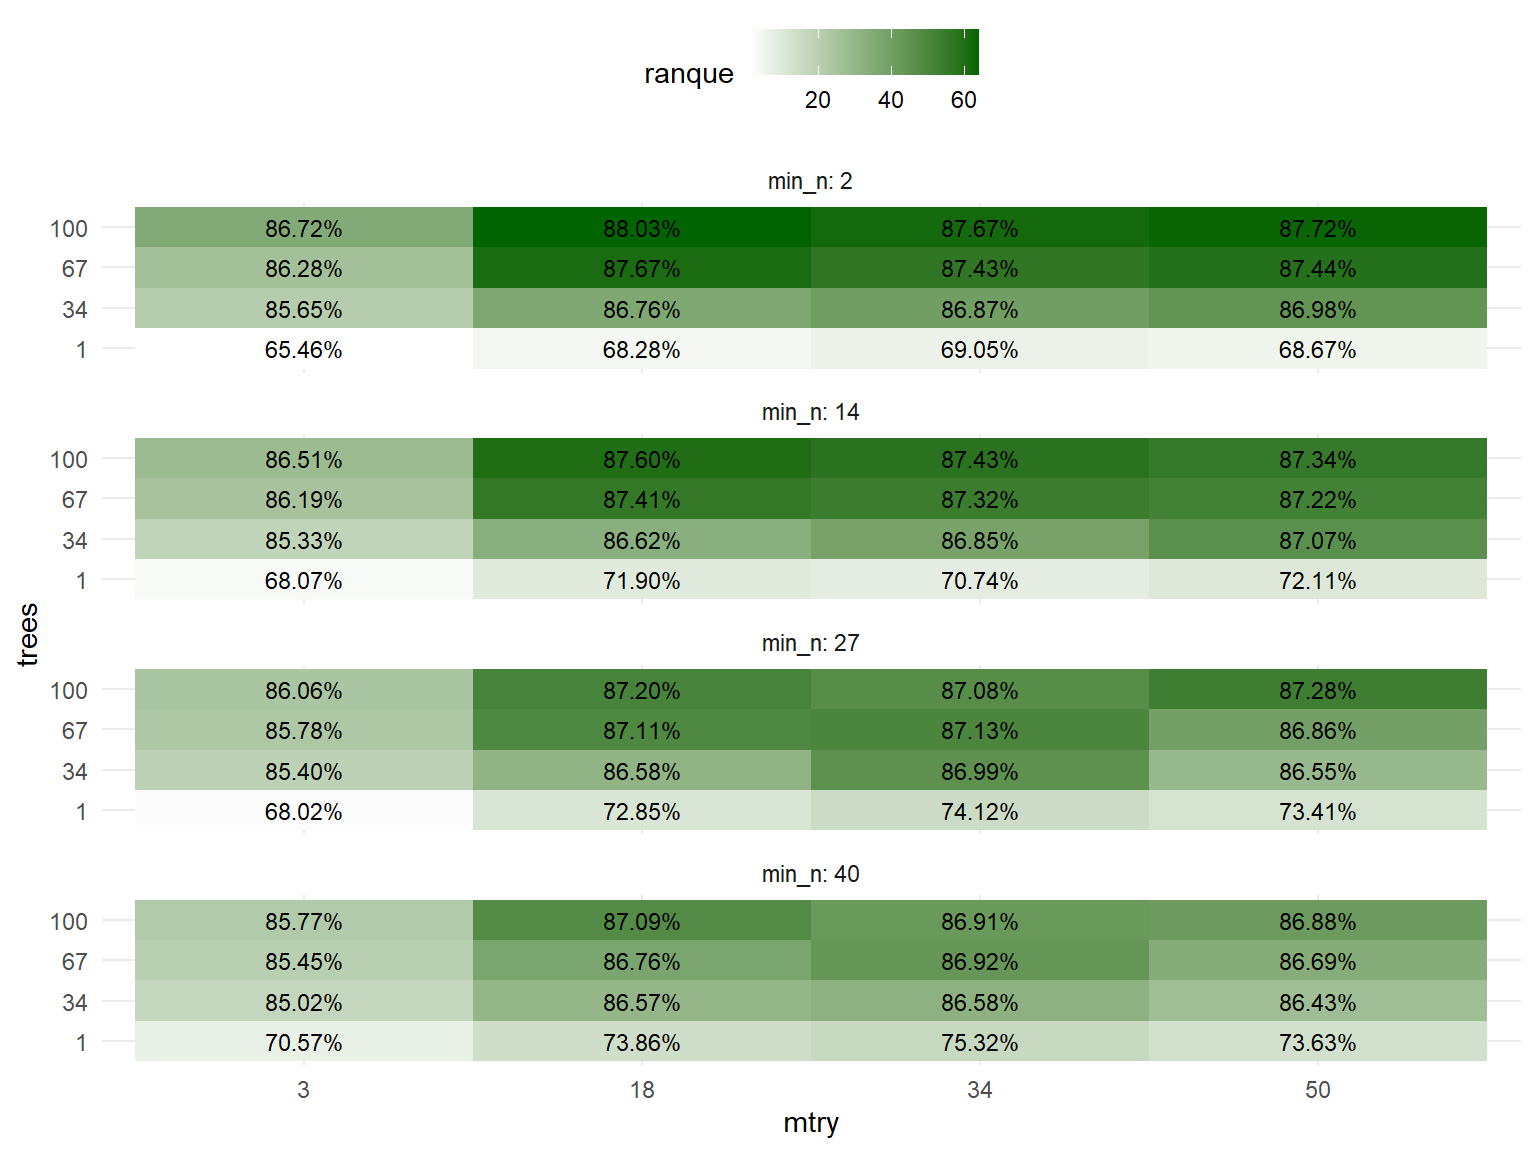 ranque
20 40 60
min_n: 2
100 86.72% 88.03% 87.67% 87.72%
67 86.28% 87.67% 87.43% 87.44%
34 85.65% 86.76% 86.87% 86.98%
1 65.46% 68.28% 69.05% 68.67%
min_n: 14
100 86.51% 87.60% 87.43% 87.34%
67 86.19% 87.41% 87.32% 87.22%
34 85.33% 86.62% 86.85% 87.07%
1 68.07% 71.90% 70.74% 72.11%
trees
min_n: 27
100 86.06% 87.20% 87.08% 87.28%
67 85.78% 87.11% 87.13% 86.86%
34 85.40% 86.58% 86.99% 86.55%
1 68.02% 72.85% 74.12% 73.41%
min_n: 40
100 85.77% 87.09% 86.91% 86.88%
67 85.45% 86.76% 86.92% 86.69%
34 85.02% 86.57% 86.58% 86.43%
1 70.57% 73.86% 75.32% 73.63%
3 18 34 50
mtry